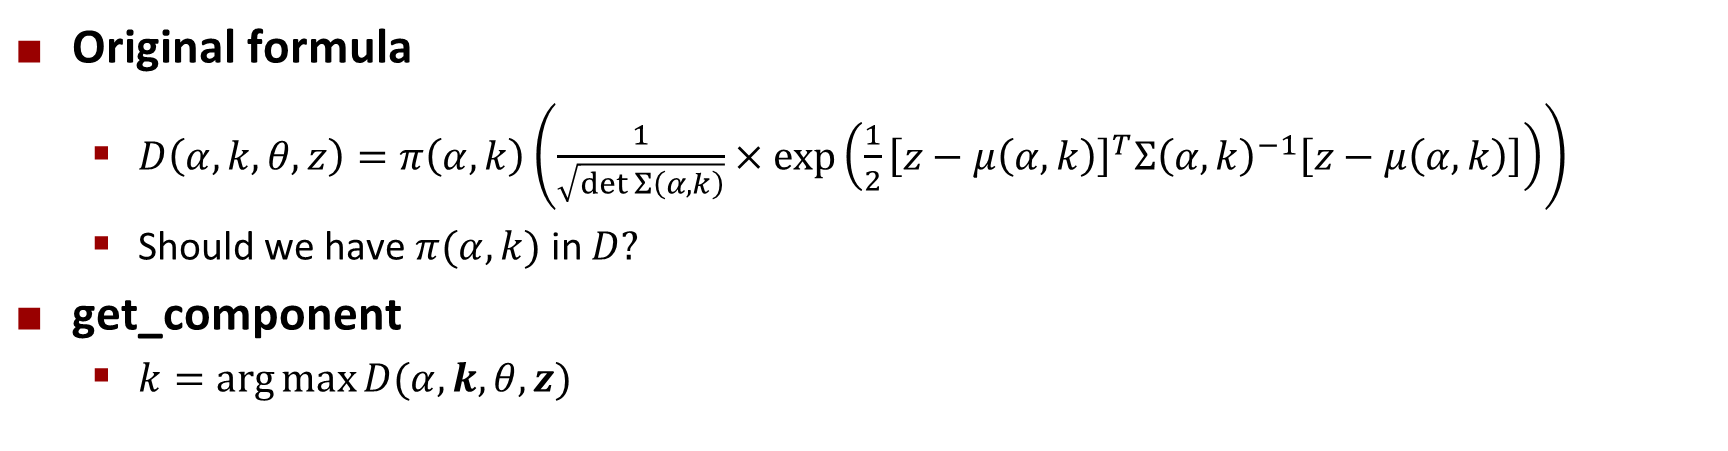 Original formula
D(α, k, θ, z) = π(α, k) ( 1 / √(det Σ(α,k)) × exp ( 1/2 [z − μ(α, k)]ᵀ Σ(α, k)⁻¹ [z − μ(α, k)] ) )
Should we have π(α, k) in D?
get_component
k = arg max D(α, k, θ, z)